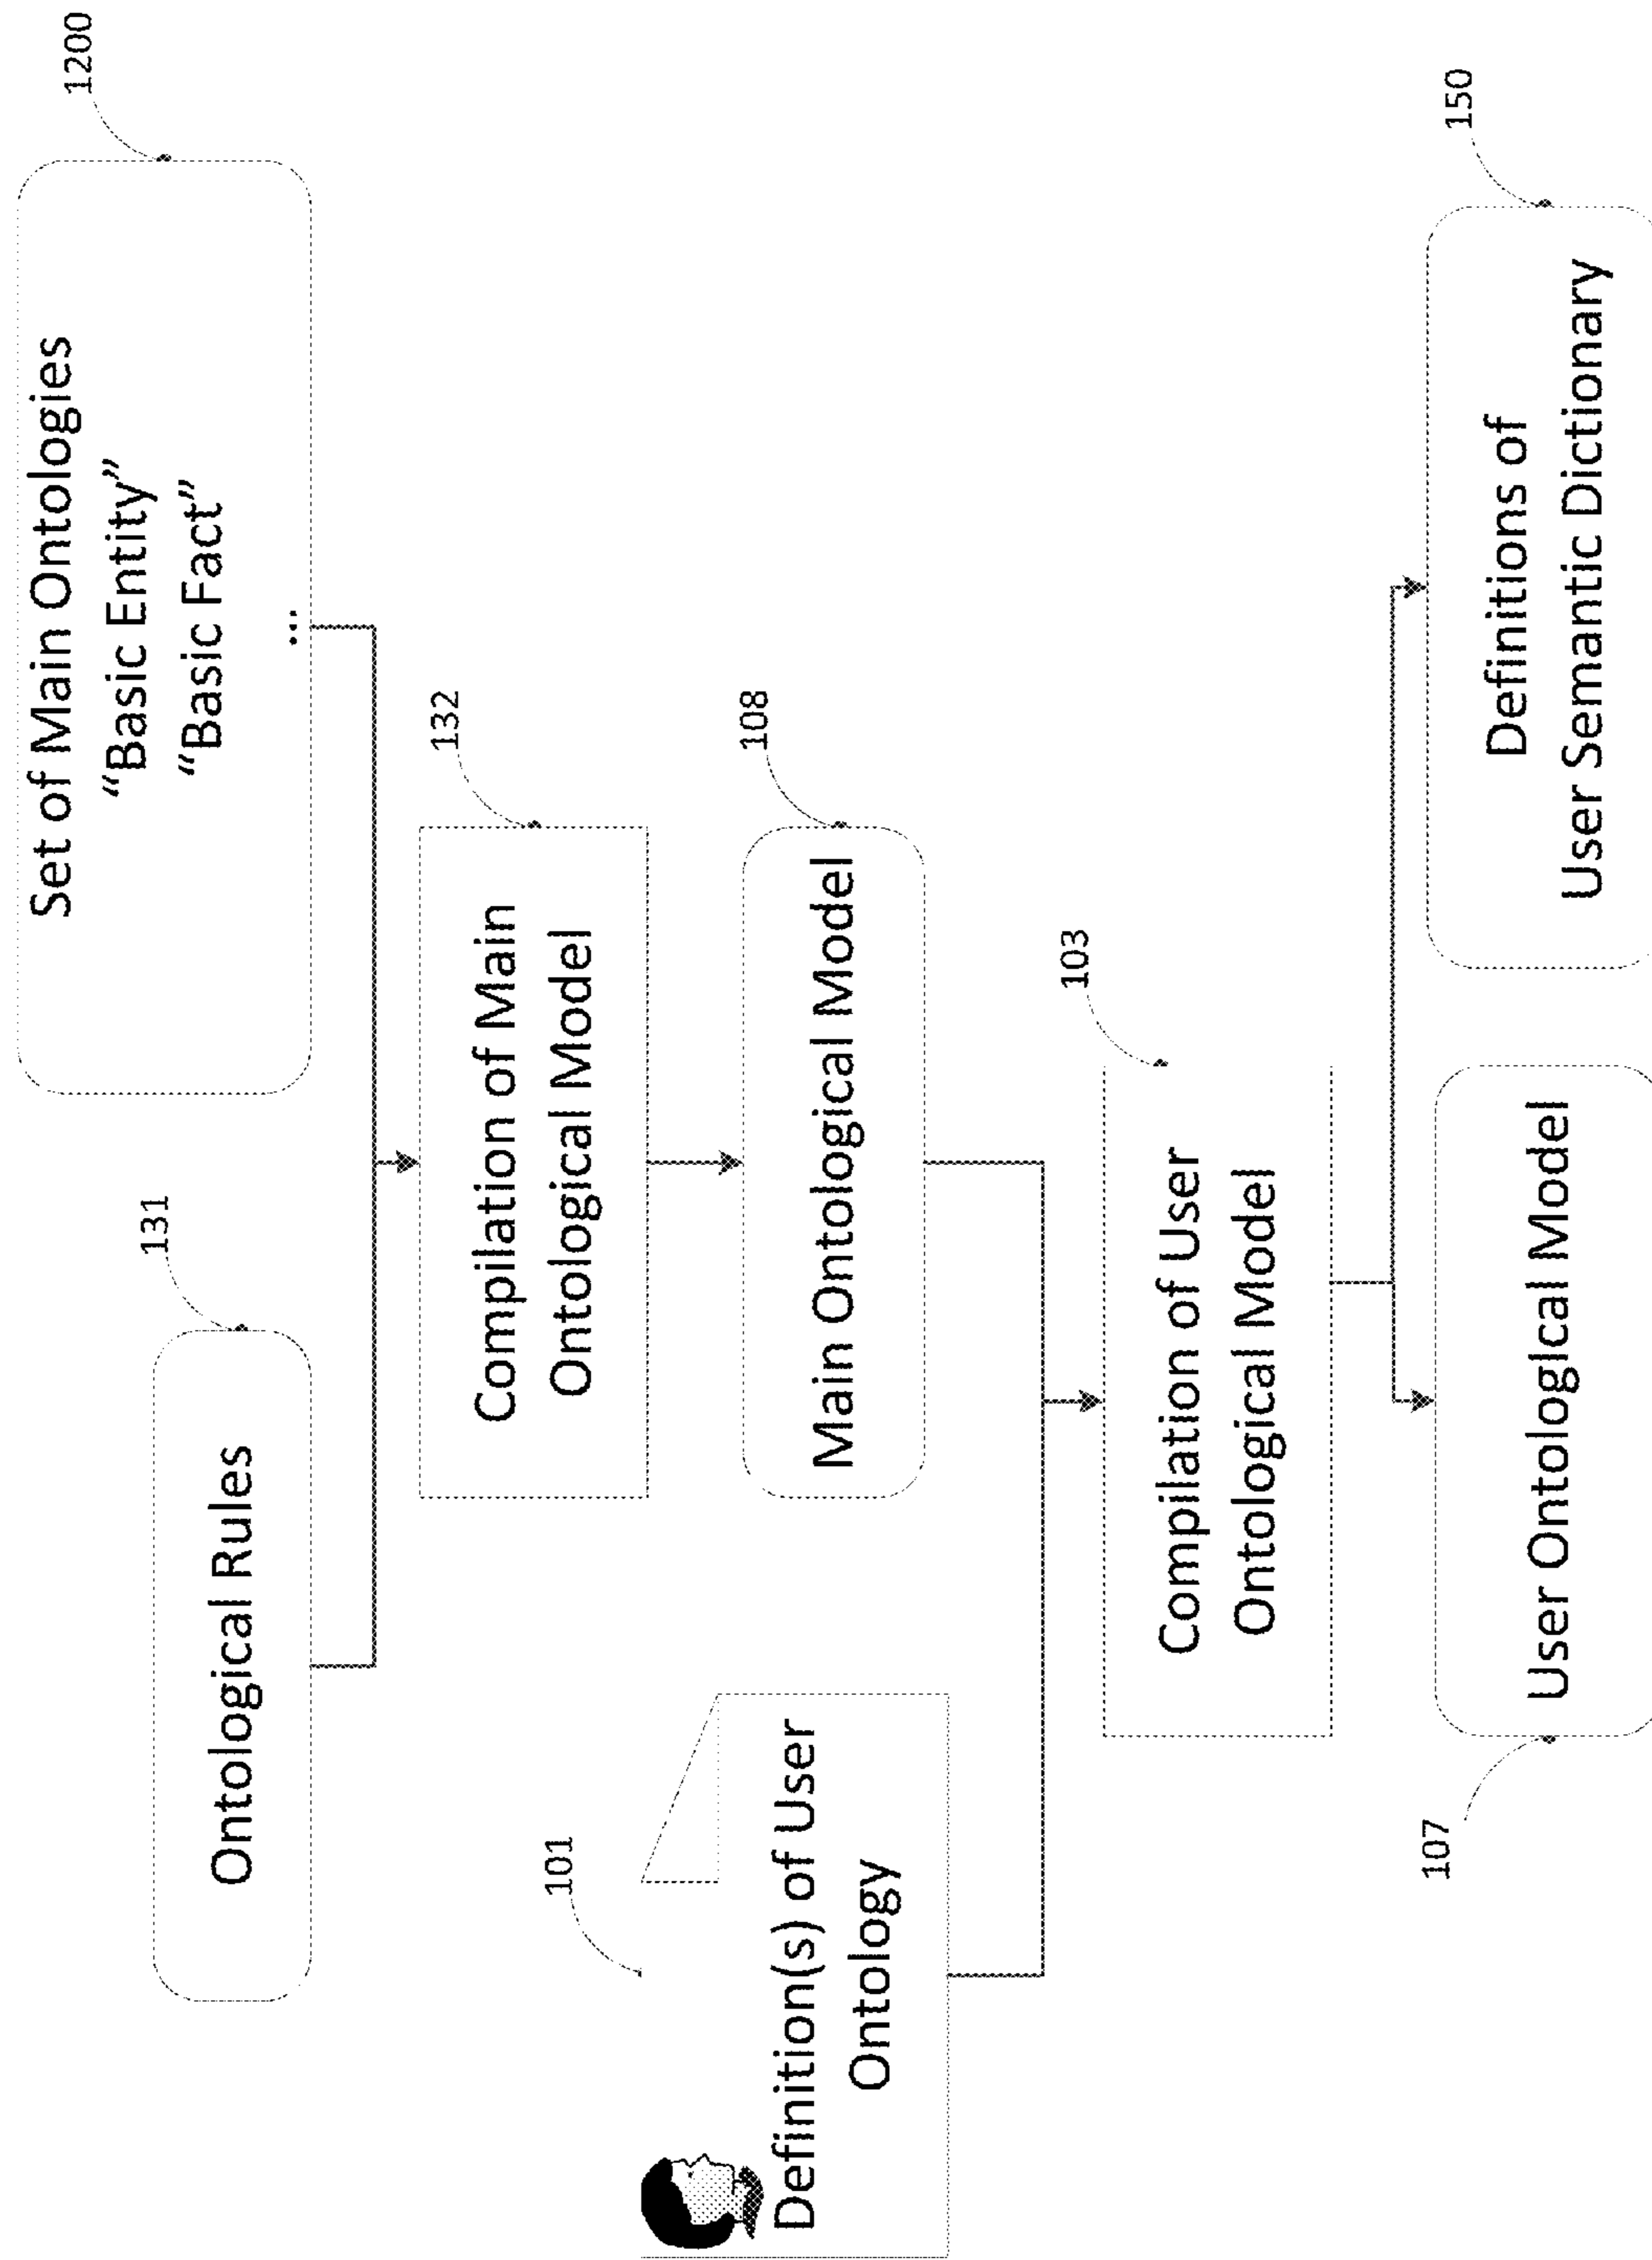 1200
Set of Main Ontologies
“Basic Entity”
“Basic Fact”
...
131
Ontological Rules
132
Compilation of Main
Ontological Model
108
Main Ontological Model
101
Definition(s) of User
Ontology
103
Compilation of User
Ontological Model
107
User Ontological Model
150
Definitions of
User Semantic Dictionary